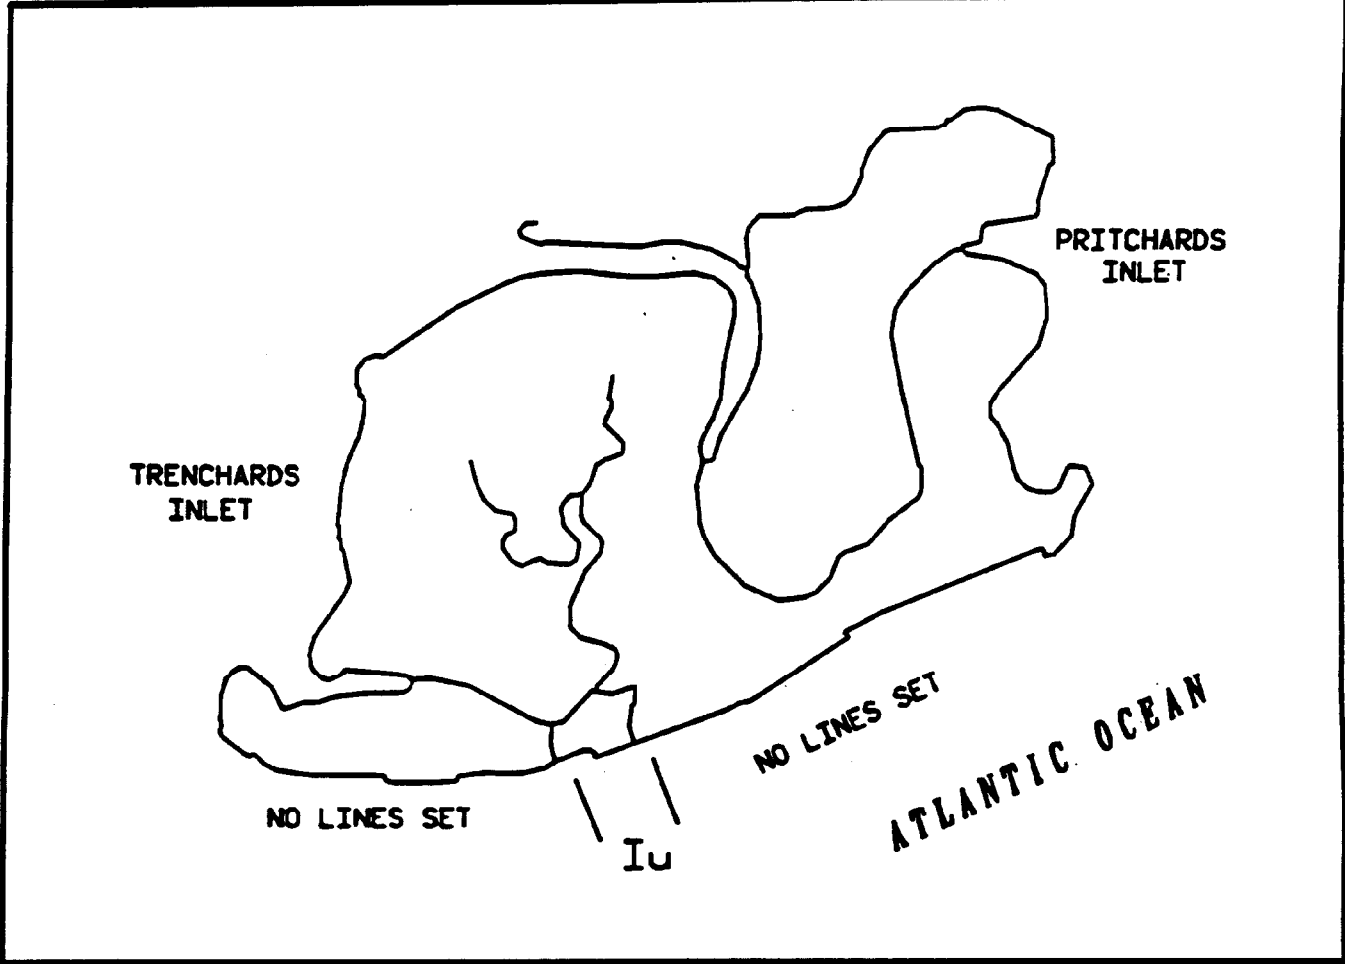 PRITCHARDS
INLET
TRENCHARDS
INLET
NO LINES SET
ATLANTIC OCEAN
NO LINES SET
Iu